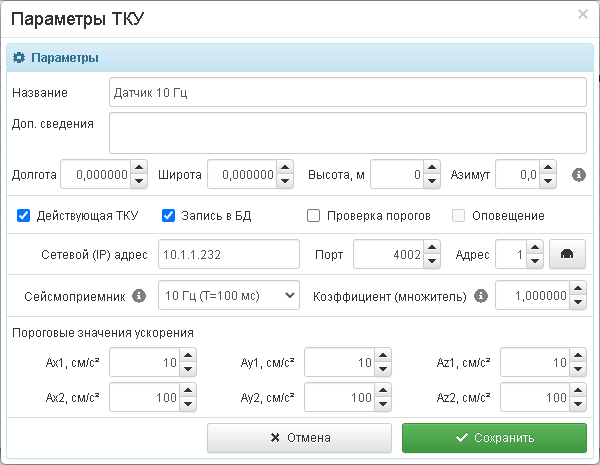 Параметры ТКУ
Параметры
Название Датчик 10 Гц
Доп. сведения
Долгота 0,000000 Широта 0,000000 Высота, м 0 Азимут 0,0
Действующая ТКУ Запись в БД Проверка порогов Оповещение
Сетевой (IP) адрес 10.1.1.232 Порт 4002 Адрес 1
Сейсмоприемник 10 Гц (T=100 мс) Коэффициент (множитель) 1,000000
Пороговые значения ускорения
Ax1, см/с² 10 Ay1, см/с² 10 Az1, см/с² 10
Ax2, см/с² 100 Ay2, см/с² 100 Az2, см/с² 100
Отмена Сохранить